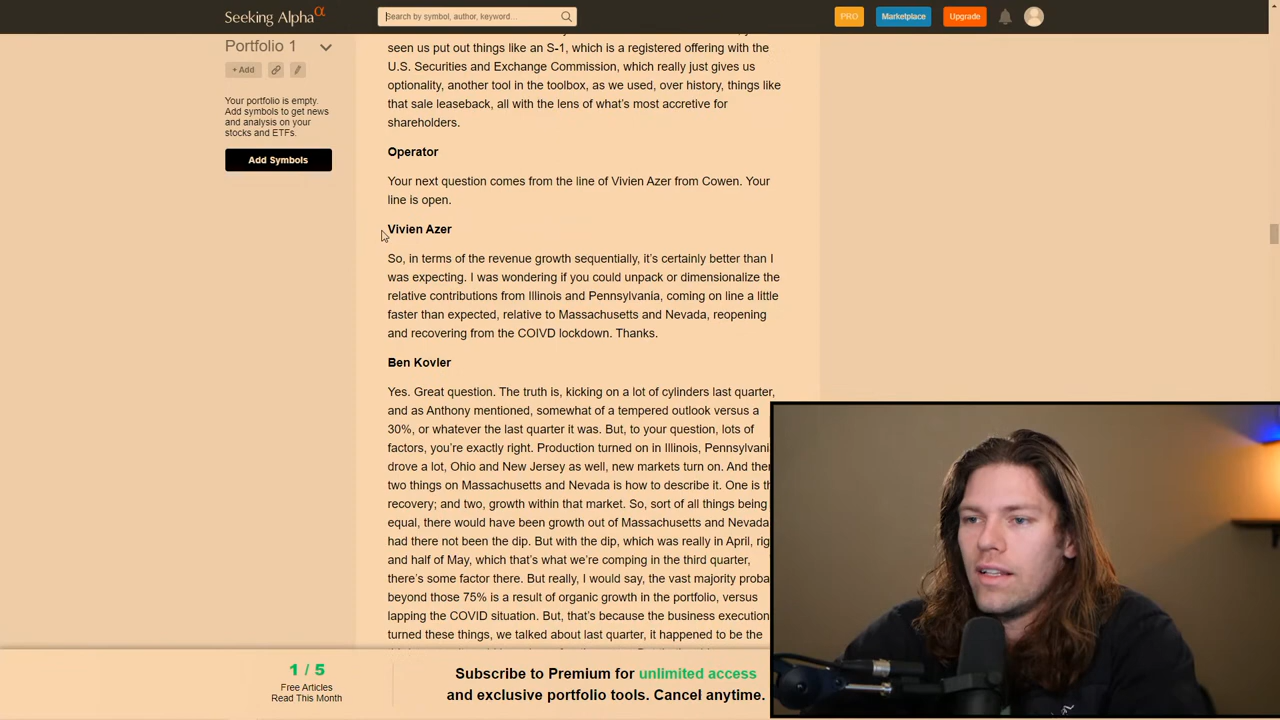 Seeking Alpha α
Search by symbol, author, keyword...
PRO
Marketplace
Upgrade
Portfolio 1
+ Add
Your portfolio is empty.
Add symbols to get news
and analysis on your
stocks and ETFs.
Add Symbols
seen us put out things like an S-1, which is a registered offering with the
U.S. Securities and Exchange Commission, which really just gives us
optionality, another tool in the toolbox, as we used, over history, things like
that sale leaseback, all with the lens of what's most accretive for
shareholders.
Operator
Your next question comes from the line of Vivien Azer from Cowen. Your
line is open.
Vivien Azer
So, in terms of the revenue growth sequentially, it's certainly better than I
was expecting. I was wondering if you could unpack or dimensionalize the
relative contributions from Illinois and Pennsylvania, coming on line a little
faster than expected, relative to Massachusetts and Nevada, reopening
and recovering from the COIVD lockdown. Thanks.
Ben Kovler
Yes. Great question. The truth is, kicking on a lot of cylinders last quarter,
and as Anthony mentioned, somewhat of a tempered outlook versus a
30%, or whatever the last quarter it was. But, to your question, lots of
factors, you're exactly right. Production turned on in Illinois, Pennsylvani
drove a lot, Ohio and New Jersey as well, new markets turn on. And then
two things on Massachusetts and Nevada is how to describe it. One is th
recovery; and two, growth within that market. So, sort of all things being
equal, there would have been growth out of Massachusetts and Nevada
had there not been the dip. But with the dip, which was really in April, rig
and half of May, which that's what we're comping in the third quarter,
there's some factor there. But really, I would say, the vast majority proba
beyond those 75% is a result of organic growth in the portfolio, versus
lapping the COVID situation. But, that's because the business execution
turned these things, we talked about last quarter, it happened to be the
1 / 5
Free Articles
Read This Month
Subscribe to Premium for unlimited access
and exclusive portfolio tools. Cancel anytime.